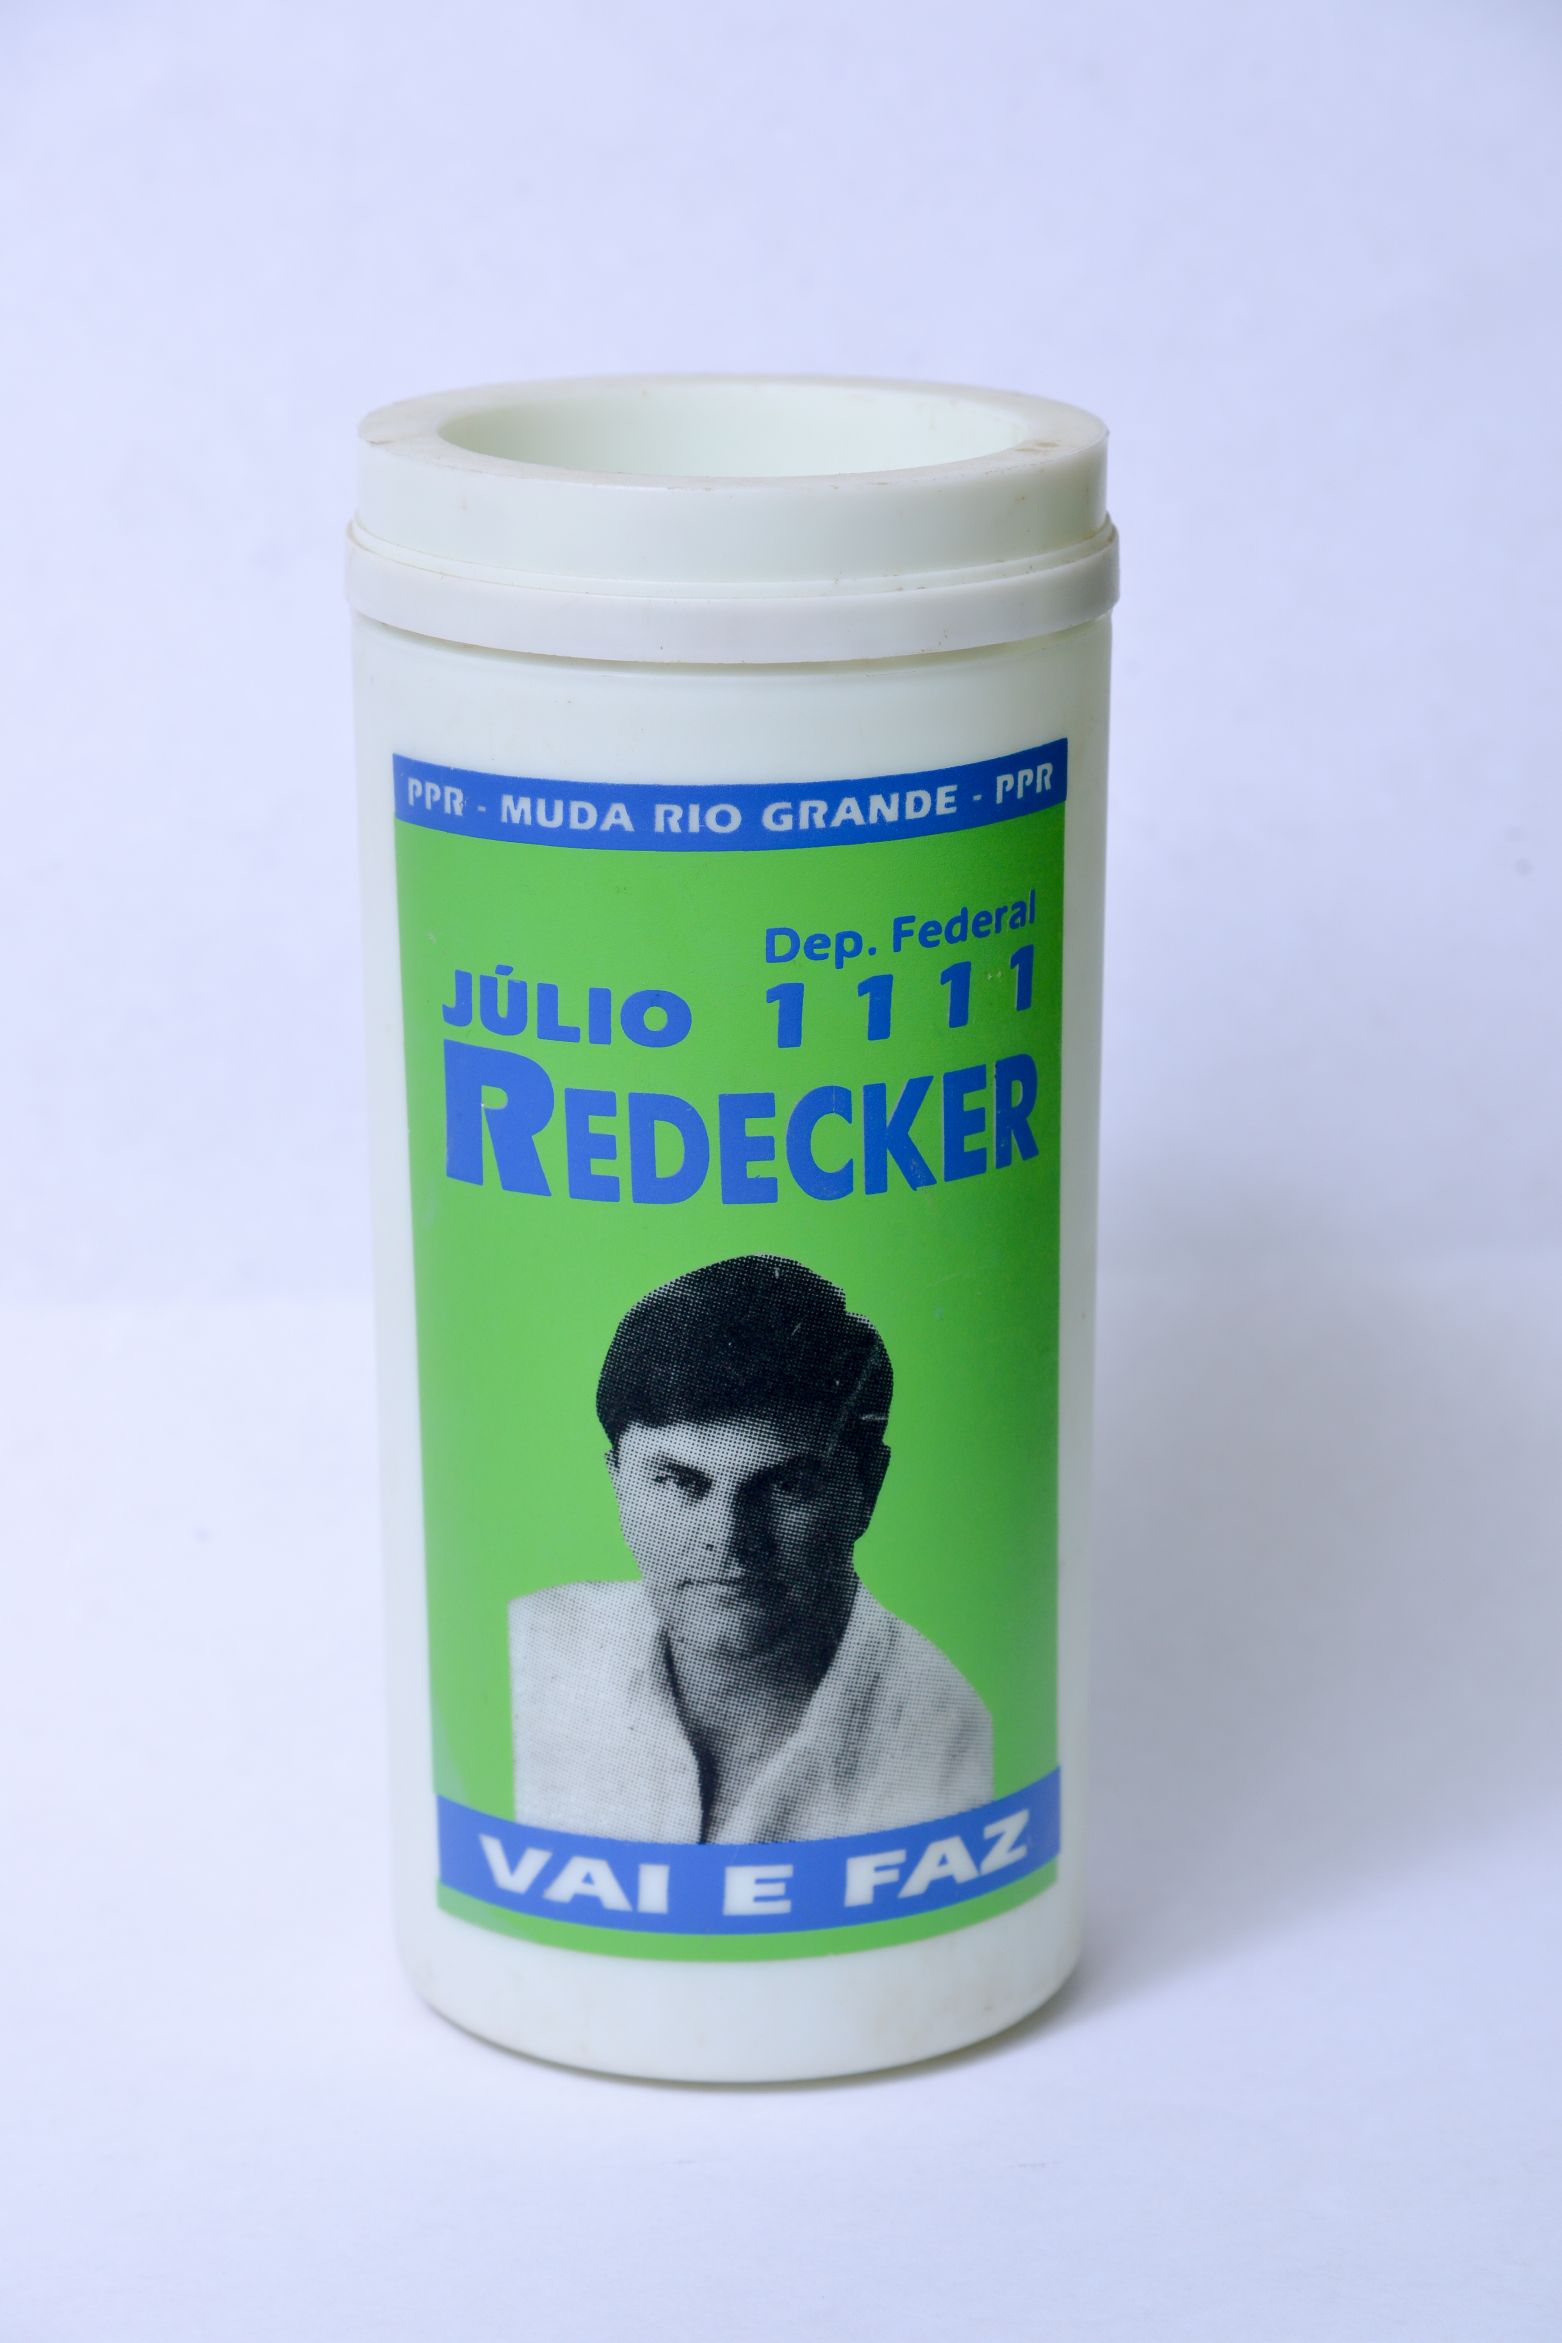 PPR - MUDA RIO GRANDE - PPR
Dep. Federal
JÚLIO 1111
REDECKER
VAI E FAZ